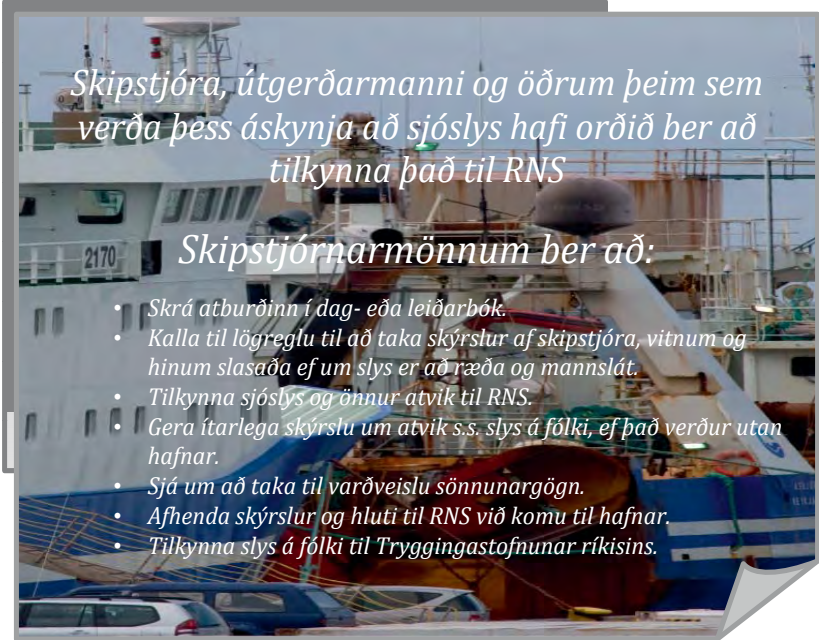 Skipstjóra, útgerðarmanni og öðrum þeim sem
verða þess áskynja að sjóslys hafi orðið ber að
tilkynna það til RNS
2170
Skipstjórnarmönnum ber að:
• Skrá atburðinn í dag- eða leiðarbók.
• Kalla til lögreglu til að taka skýrslur af skipstjóra, vitnum og
hinum slasaða ef um slys er að ræða og mannslát.
• Tilkynna sjóslys og önnur atvik til RNS.
• Gera ítarlega skýrslu um atvik s.s. slys á fólki, ef það verður utan
hafnar.
• Sjá um að taka til varðveislu sönnunargögn.
• Afhenda skýrslur og hluti til RNS við komu til hafnar.
• Tilkynna slys á fólki til Tryggingastofnunar ríkisins.